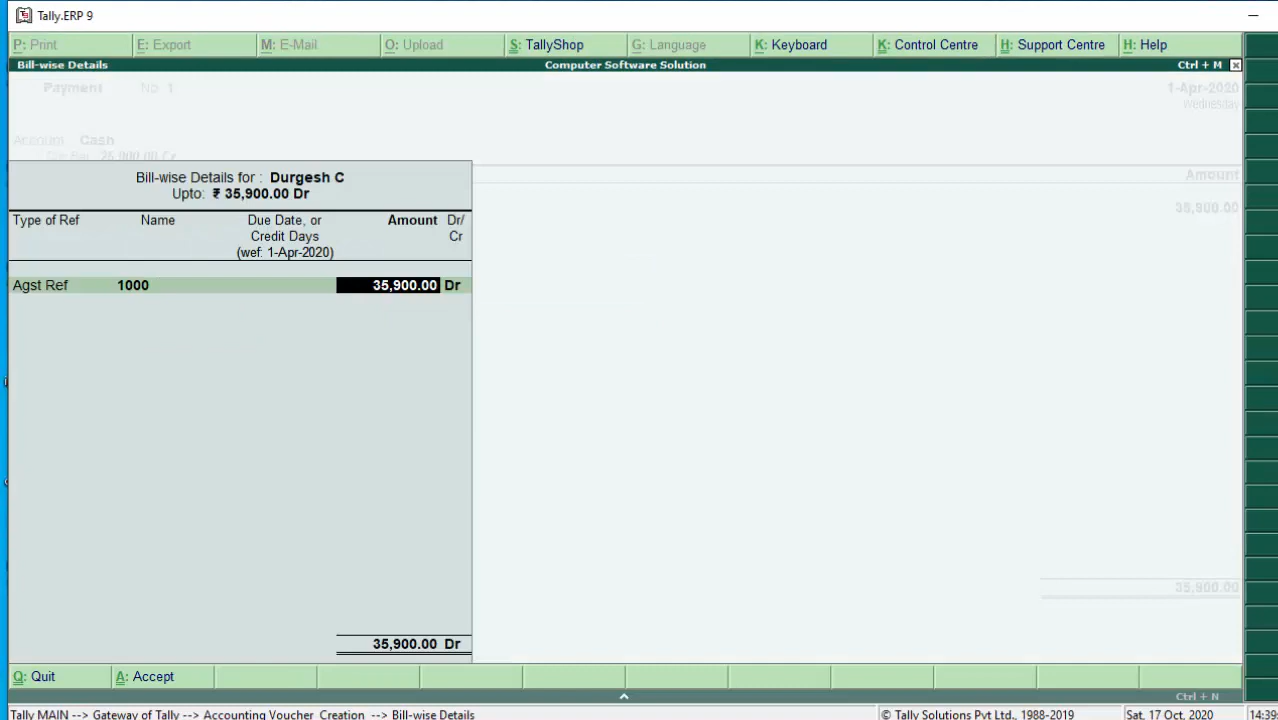 Tally.ERP 9
P: Print E: Export M: E-Mail O: Upload S: TallyShop G: Language K: Keyboard K: Control Centre H: Support Centre H: Help
Bill-wise Details Computer Software Solution Ctrl + M
Payment No. 1 1-Apr-2020
Wednesday
Account Cash
35,900.00 Cr
Amount
Bill-wise Details for : Durgesh C
Upto: ₹ 35,900.00 Dr
35,900.00
Type of Ref Name Due Date, or Amount Dr/
Credit Days Cr
(wef: 1-Apr-2020)
Agst Ref 1000 35,900.00 Dr
35,900.00
35,900.00 Dr
Q: Quit A: Accept
Ctrl + N
Tally MAIN --> Gateway of Tally --> Accounting Voucher Creation --> Bill-wise Details © Tally Solutions Pvt Ltd., 1988-2019 Sat, 17 Oct, 2020 14:39